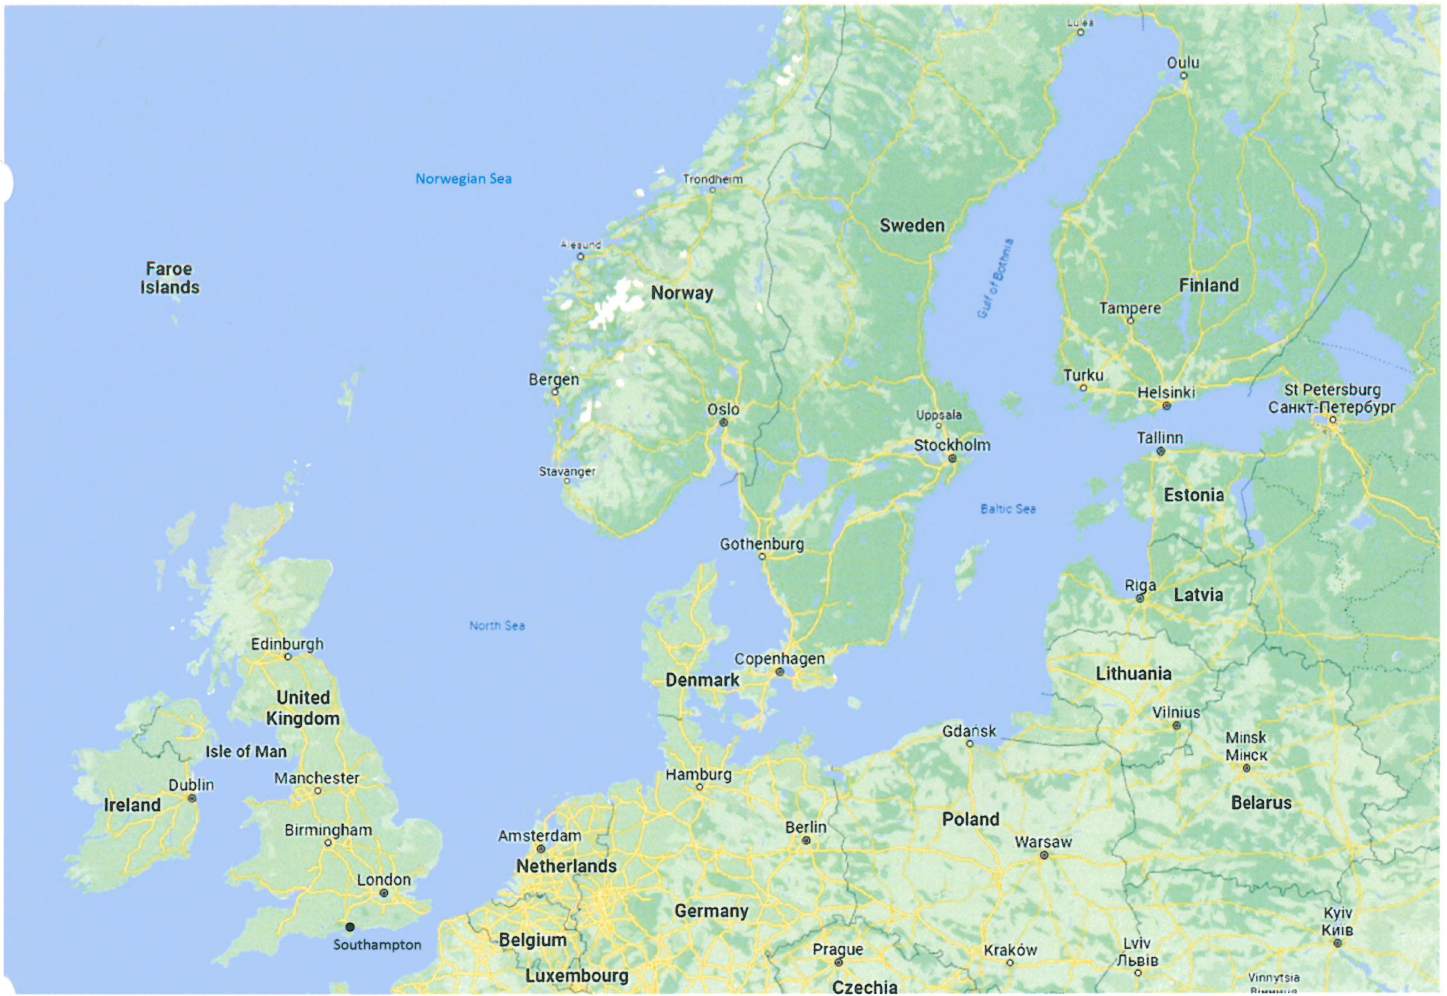 Luleå
Oulu
Norwegian Sea
Trondheim
Sweden
Gulf of Bothnia
Ålesund
Faroe
Islands
Norway
Finland
Tampere
Bergen
Turku
Helsinki
St Petersburg
Санкт-Петербург
Oslo
Uppsala
Stockholm
Tallinn
Stavanger
Estonia
Baltic Sea
Gothenburg
Riga
Latvia
North Sea
Edinburgh
Copenhagen
Denmark
Lithuania
United
Kingdom
Vilnius
Isle of Man
Gdańsk
Minsk
Мінск
Dublin
Manchester
Hamburg
Ireland
Belarus
Birmingham
Amsterdam
Berlin
Poland
Netherlands
Warsaw
London
Germany
Kyiv
Київ
Southampton
Belgium
Prague
Kraków
Lviv
Львів
Luxembourg
Czechia
Vinnytsia
Вінниця